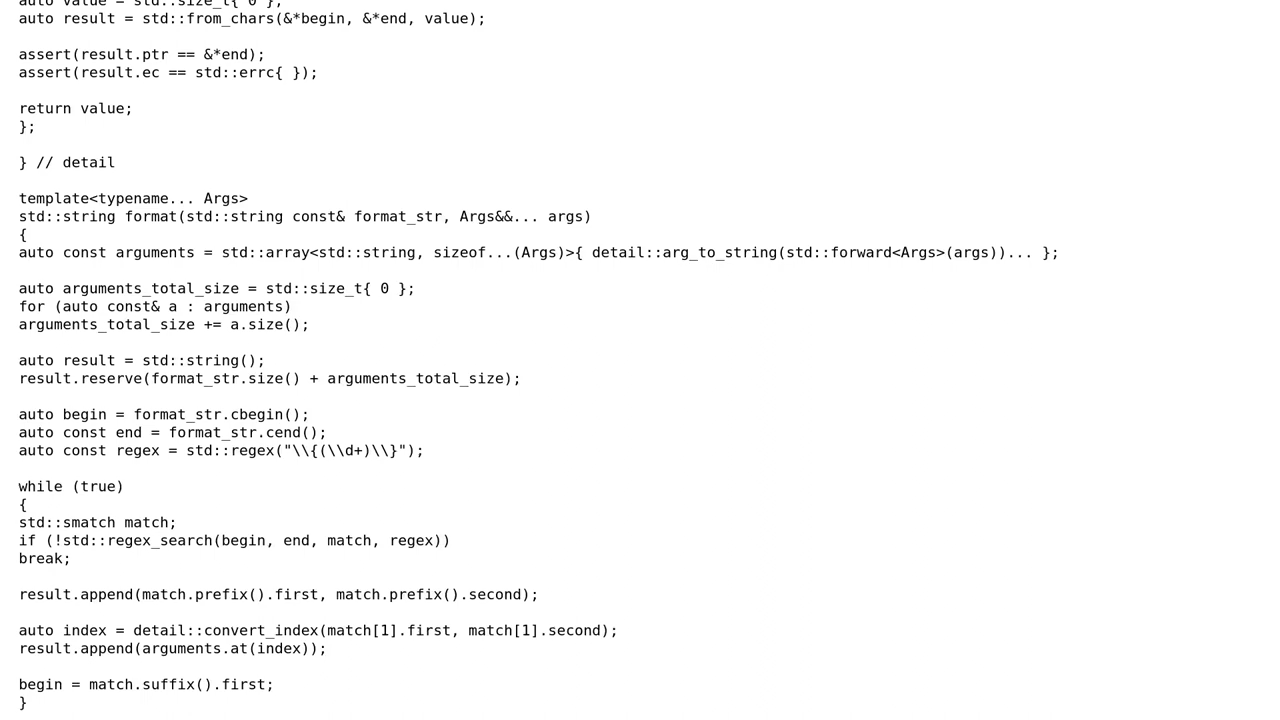 auto value = std::size_t{ 0 };
auto result = std::from_chars(&*begin, &*end, value);
assert(result.ptr == &*end);
assert(result.ec == std::errc{ });
return value;
};
} // detail
template<typename... Args>
std::string format(std::string const& format_str, Args&&... args)
{
auto const arguments = std::array<std::string, sizeof...(Args)>{ detail::arg_to_string(std::forward<Args>(args))... };
auto arguments_total_size = std::size_t{ 0 };
for (auto const& a : arguments)
arguments_total_size += a.size();
auto result = std::string();
result.reserve(format_str.size() + arguments_total_size);
auto begin = format_str.cbegin();
auto const end = format_str.cend();
auto const regex = std::regex("\\{(\\d+)\\}");
while (true)
{
std::smatch match;
if (!std::regex_search(begin, end, match, regex))
break;
result.append(match.prefix().first, match.prefix().second);
auto index = detail::convert_index(match[1].first, match[1].second);
result.append(arguments.at(index));
begin = match.suffix().first;
}